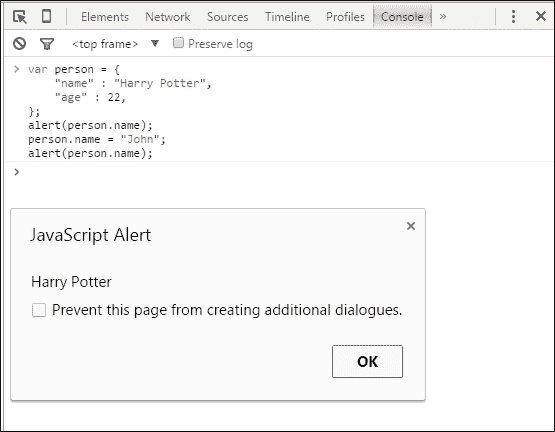 Elements Network Sources Timeline Profiles Console »
<top frame> ▼ Preserve log
> var person = {
"name" : "Harry Potter",
"age" : 22,
};
alert(person.name);
person.name = "John";
alert(person.name);
>
JavaScript Alert ×
Harry Potter
Prevent this page from creating additional dialogues.
OK